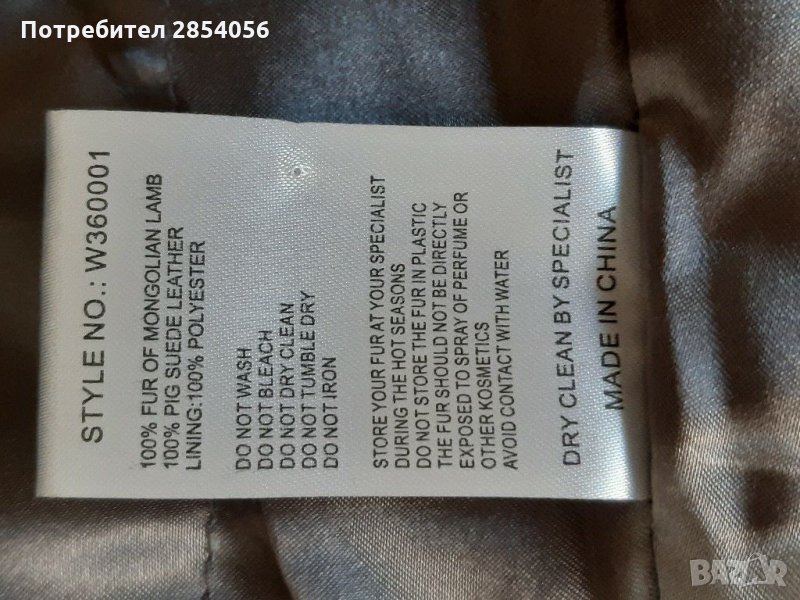 Потребител 2854056
STYLE NO.: W360001
100% FUR OF MONGOLIAN LAMB
100% PIG SUEDE LEATHER
LINING:100% POLYESTER
DO NOT WASH
DO NOT BLEACH
DO NOT DRY CLEAN
DO NOT TUMBLE DRY
DO NOT IRON
STORE YOUR FUR AT YOUR SPECIALIST
DURING THE HOT SEASONS
DO NOT STORE THE FUR IN PLASTIC
THE FUR SHOULD NOT BE DIRECTLY
EXPOSED TO SPRAY OF PERFUME OR
OTHER KOSMETICS
AVOID CONTACT WITH WATER
DRY CLEAN BY SPECIALIST
MADE IN CHINA
BAZAR